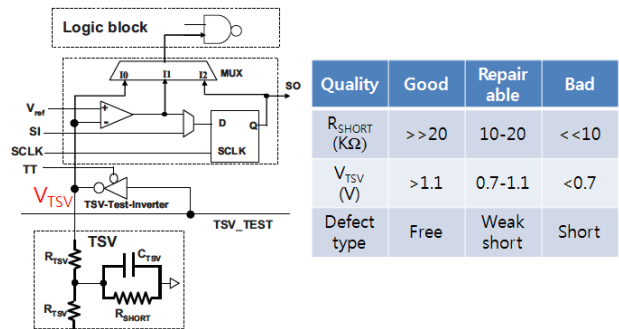 Logic block
I0 I1 I2 MUX
SO
Vref
+
-
SI
D Q
SCLK SCLK
TT
VTSV
TSV-Test-Inverter
TSV_TEST
TSV
RTSV CTSV
RTSV RSHORT
Quality Good Repair able Bad
RSHORT (KΩ) >>20 10-20 <<10
VTSV (V) >1.1 0.7-1.1 <0.7
Defect type Free Weak short Short